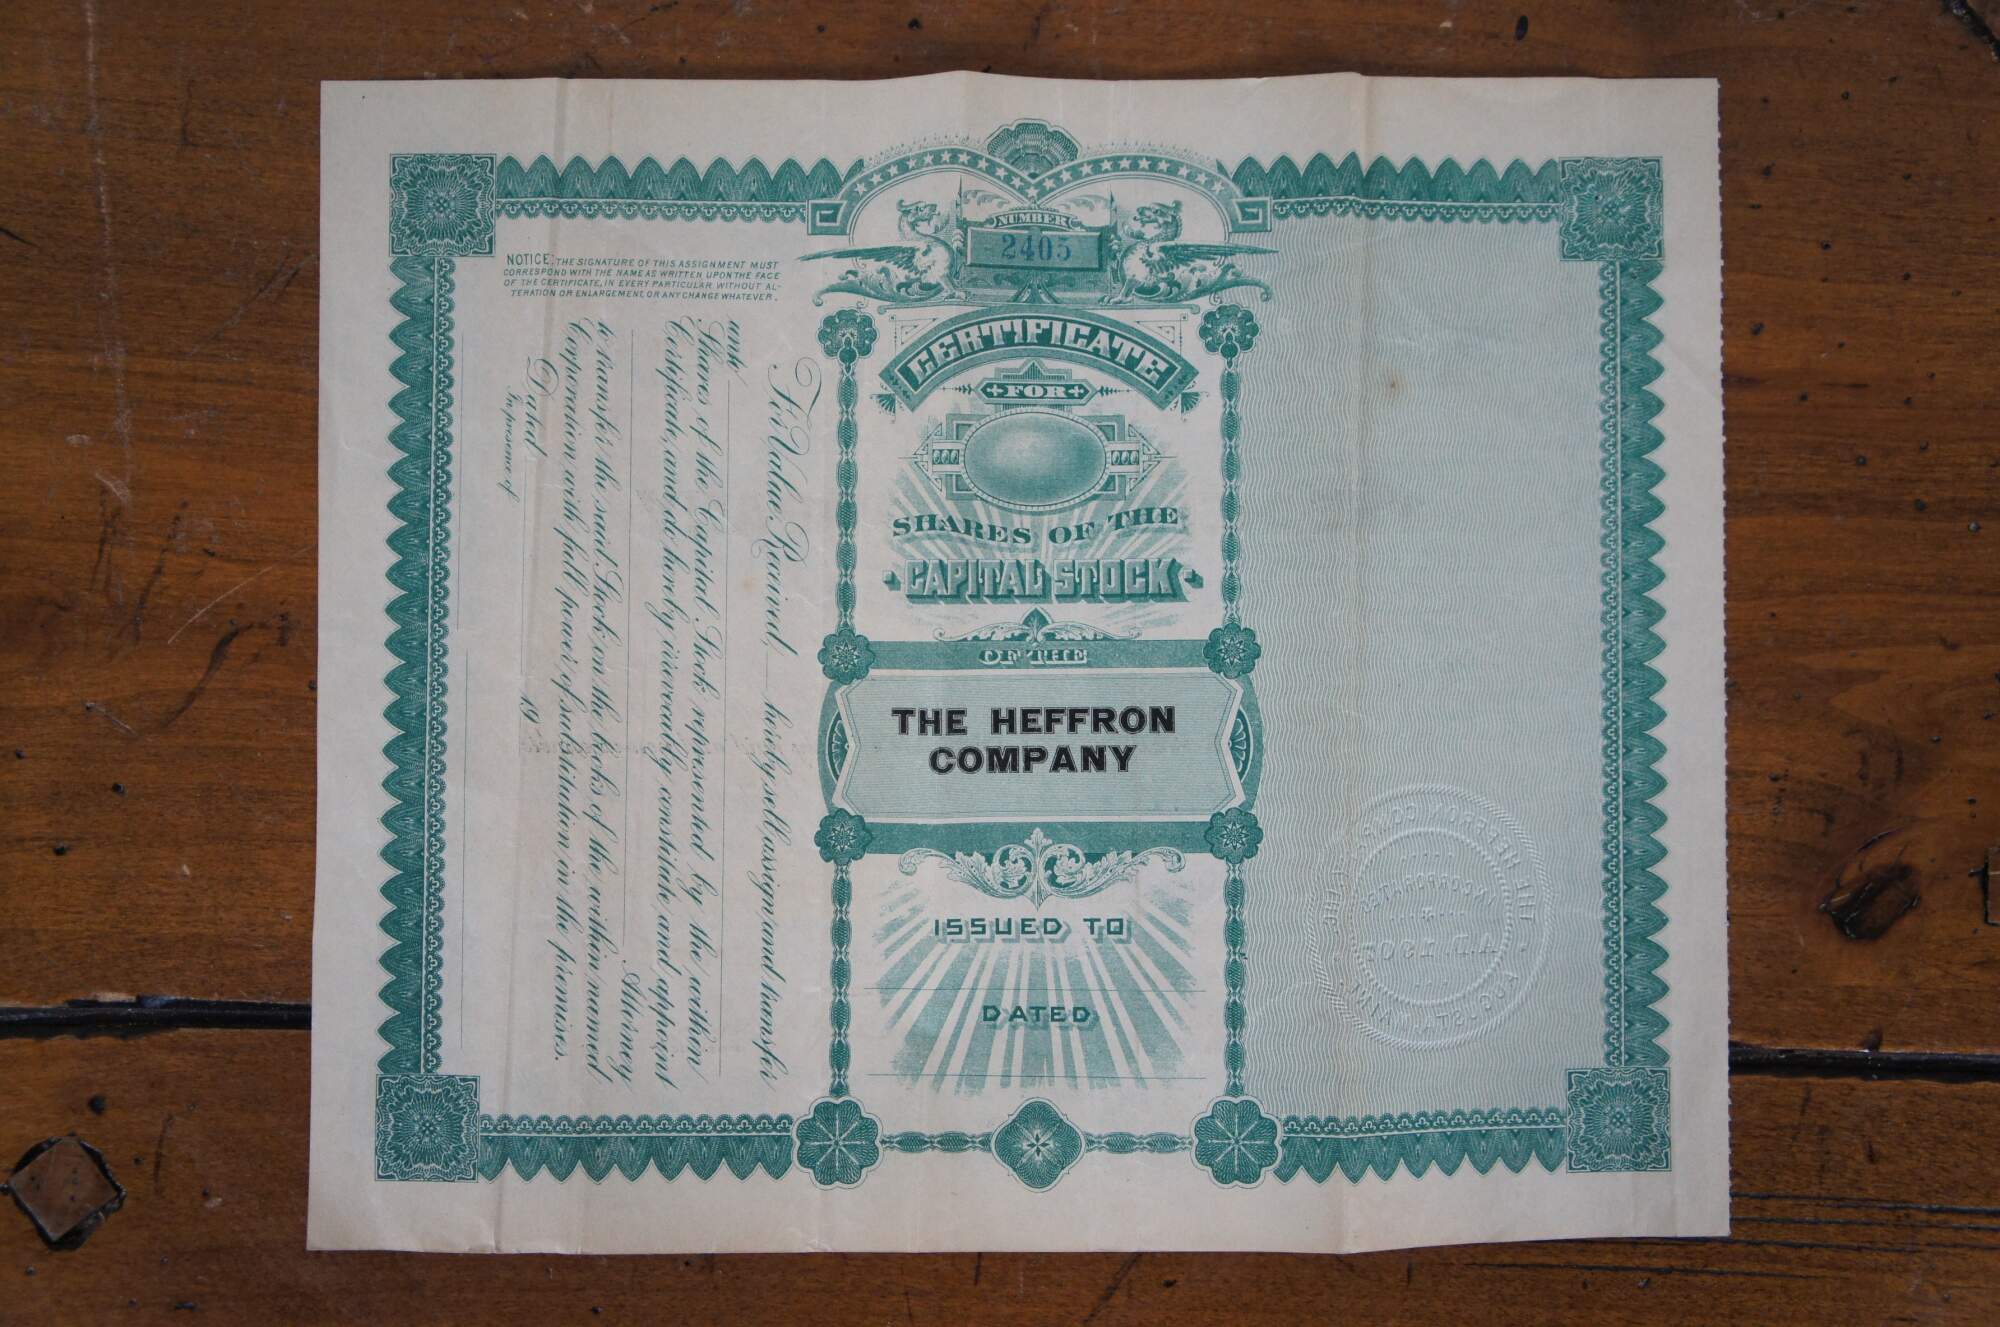 NOTICE: THE SIGNATURE OF THIS ASSIGNMENT MUST
CORRESPOND WITH THE NAME AS WRITTEN UPON THE FACE
OF THE CERTIFICATE, IN EVERY PARTICULAR WITHOUT AL-
TERATION OR ENLARGEMENT, OR ANY CHANGE WHATEVER.
For Value Received, hereby sell, assign, and transfer
unto
Shares of the Capital Stock represented by the within
Certificate, and do hereby irrevocably constitute and appoint
Attorney
to transfer the said Stock on the books of the within named
Corporation with full power of substitution in the premises.
Dated 19
In presence of
NUMBER
2405
CERTIFICATE
FOR
SHARES OF THE
CAPITAL STOCK
OF THE
THE HEFFRON
COMPANY
ISSUED TO
DATED
THE HEFFRON COMPANY
INCORPORATED